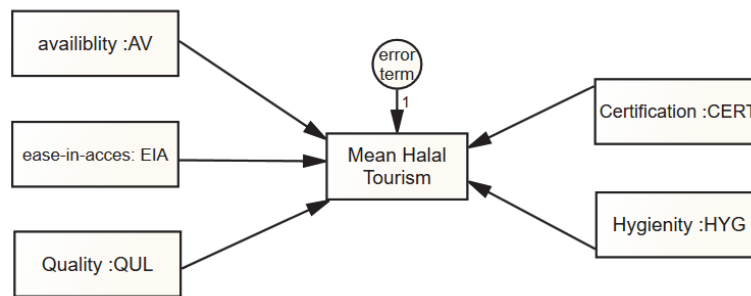 availiblity :AV
error
term
1
Certification :CERT
ease-in-acces: EIA
Mean Halal
Tourism
Quality :QUL
Hygienity :HYG